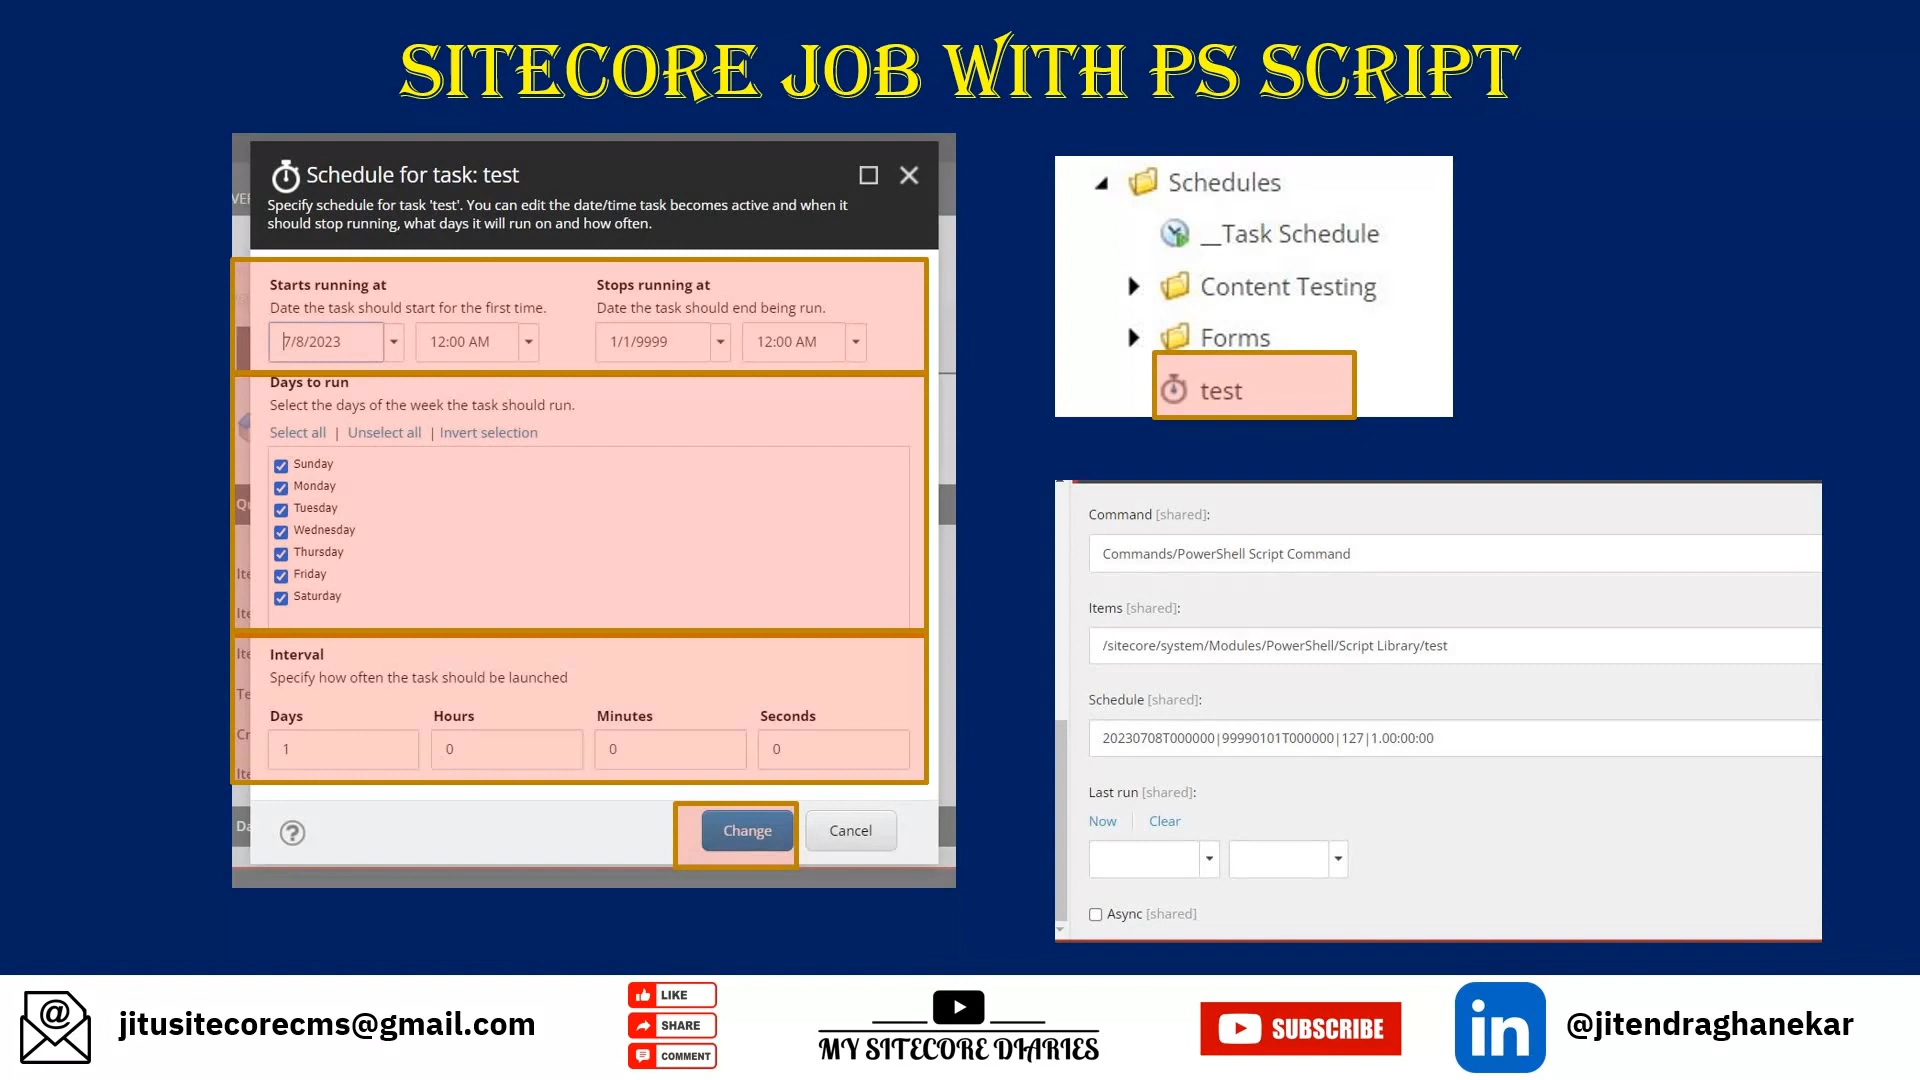 SITECORE JOB WITH PS SCRIPT
Schedule for task: test
Specify schedule for task 'test'. You can edit the date/time task becomes active and when it
should stop running, what days it will run on and how often.
Starts running at
Date the task should start for the first time.
7/8/2023
12:00 AM
Stops running at
Date the task should end being run.
1/1/9999
12:00 AM
Days to run
Select the days of the week the task should run.
Select all | Unselect all | Invert selection
Sunday
Monday
Tuesday
Wednesday
Thursday
Friday
Saturday
Interval
Specify how often the task should be launched
Days Hours Minutes Seconds
1 0 0 0
Change Cancel
Schedules
__Task Schedule
Content Testing
Forms
test
Command [shared]:
Commands/PowerShell Script Command
Items [shared]:
/sitecore/system/Modules/PowerShell/Script Library/test
Schedule [shared]:
20230708T000000|99990101T000000|127|1.00:00:00
Last run [shared]:
Now Clear
Async [shared]
jitusitecorecms@gmail.com
LIKE
SHARE
COMMENT
MY SITECORE DIARIES
SUBSCRIBE
in
@jitendraghanekar